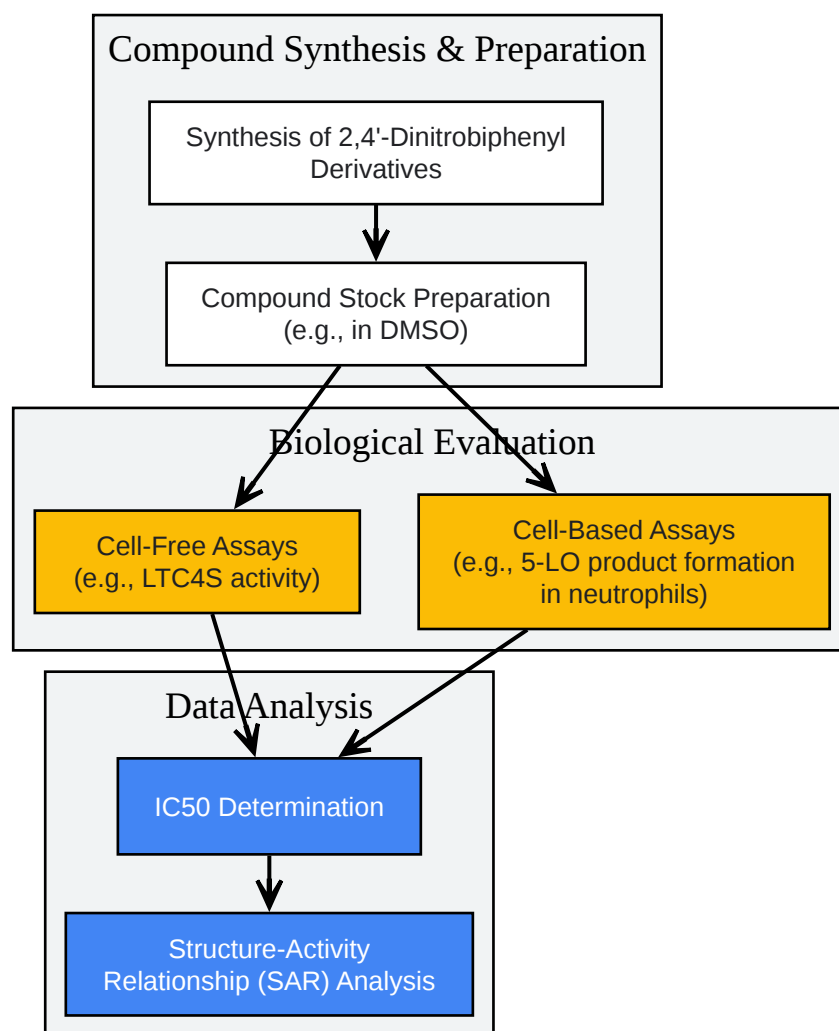 Compound Synthesis & Preparation
Synthesis of 2,4'-Dinitrobiphenyl
Derivatives
Compound Stock Preparation
(e.g., in DMSO)
Biological Evaluation
Cell-Free Assays
(e.g., LTC4S activity)
Cell-Based Assays
(e.g., 5-LO product formation
in neutrophils)
Data Analysis
IC50 Determination
Structure-Activity
Relationship (SAR) Analysis